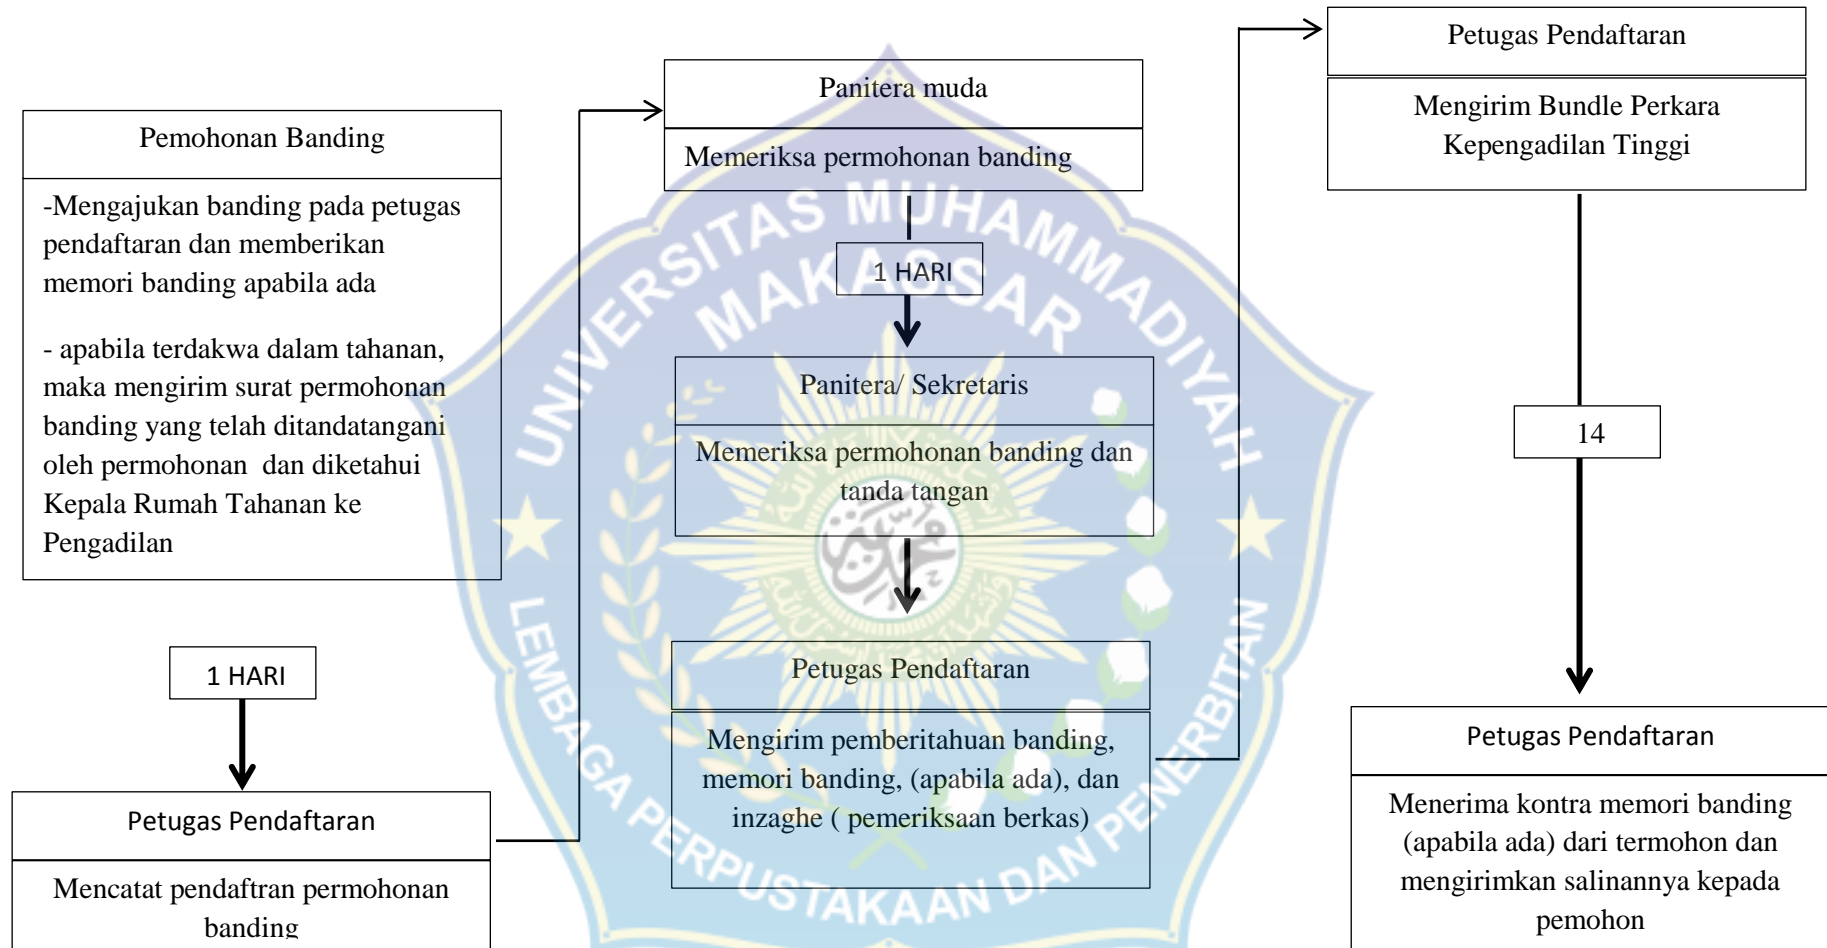 Pemohonan Banding
-Mengajukan banding pada petugas
pendaftaran dan memberikan
memori banding apabila ada
- apabila terdakwa dalam tahanan,
maka mengirim surat permohonan
banding yang telah ditandatangani
oleh permohonan dan diketahui
Kepala Rumah Tahanan ke
Pengadilan
1 HARI
Petugas Pendaftaran
Mencatat pendaftran permohonan
banding
Panitera muda
Memeriksa permohonan banding
1 HARI
Panitera/ Sekretaris
Memeriksa permohonan banding dan
tanda tangan
Petugas Pendaftaran
Mengirim pemberitahuan banding,
memori banding, (apabila ada), dan
inzaghe ( pemeriksaan berkas)
Petugas Pendaftaran
Mengirim Bundle Perkara
Kepengadilan Tinggi
14
Petugas Pendaftaran
Menerima kontra memori banding
(apabila ada) dari termohon dan
mengirimkan salinannya kepada
pemohon
UNIVERSITAS MUHAMMADIYAH
MAKASSAR
LEMBAGA PERPUSTAKAAN DAN PENERBITAN